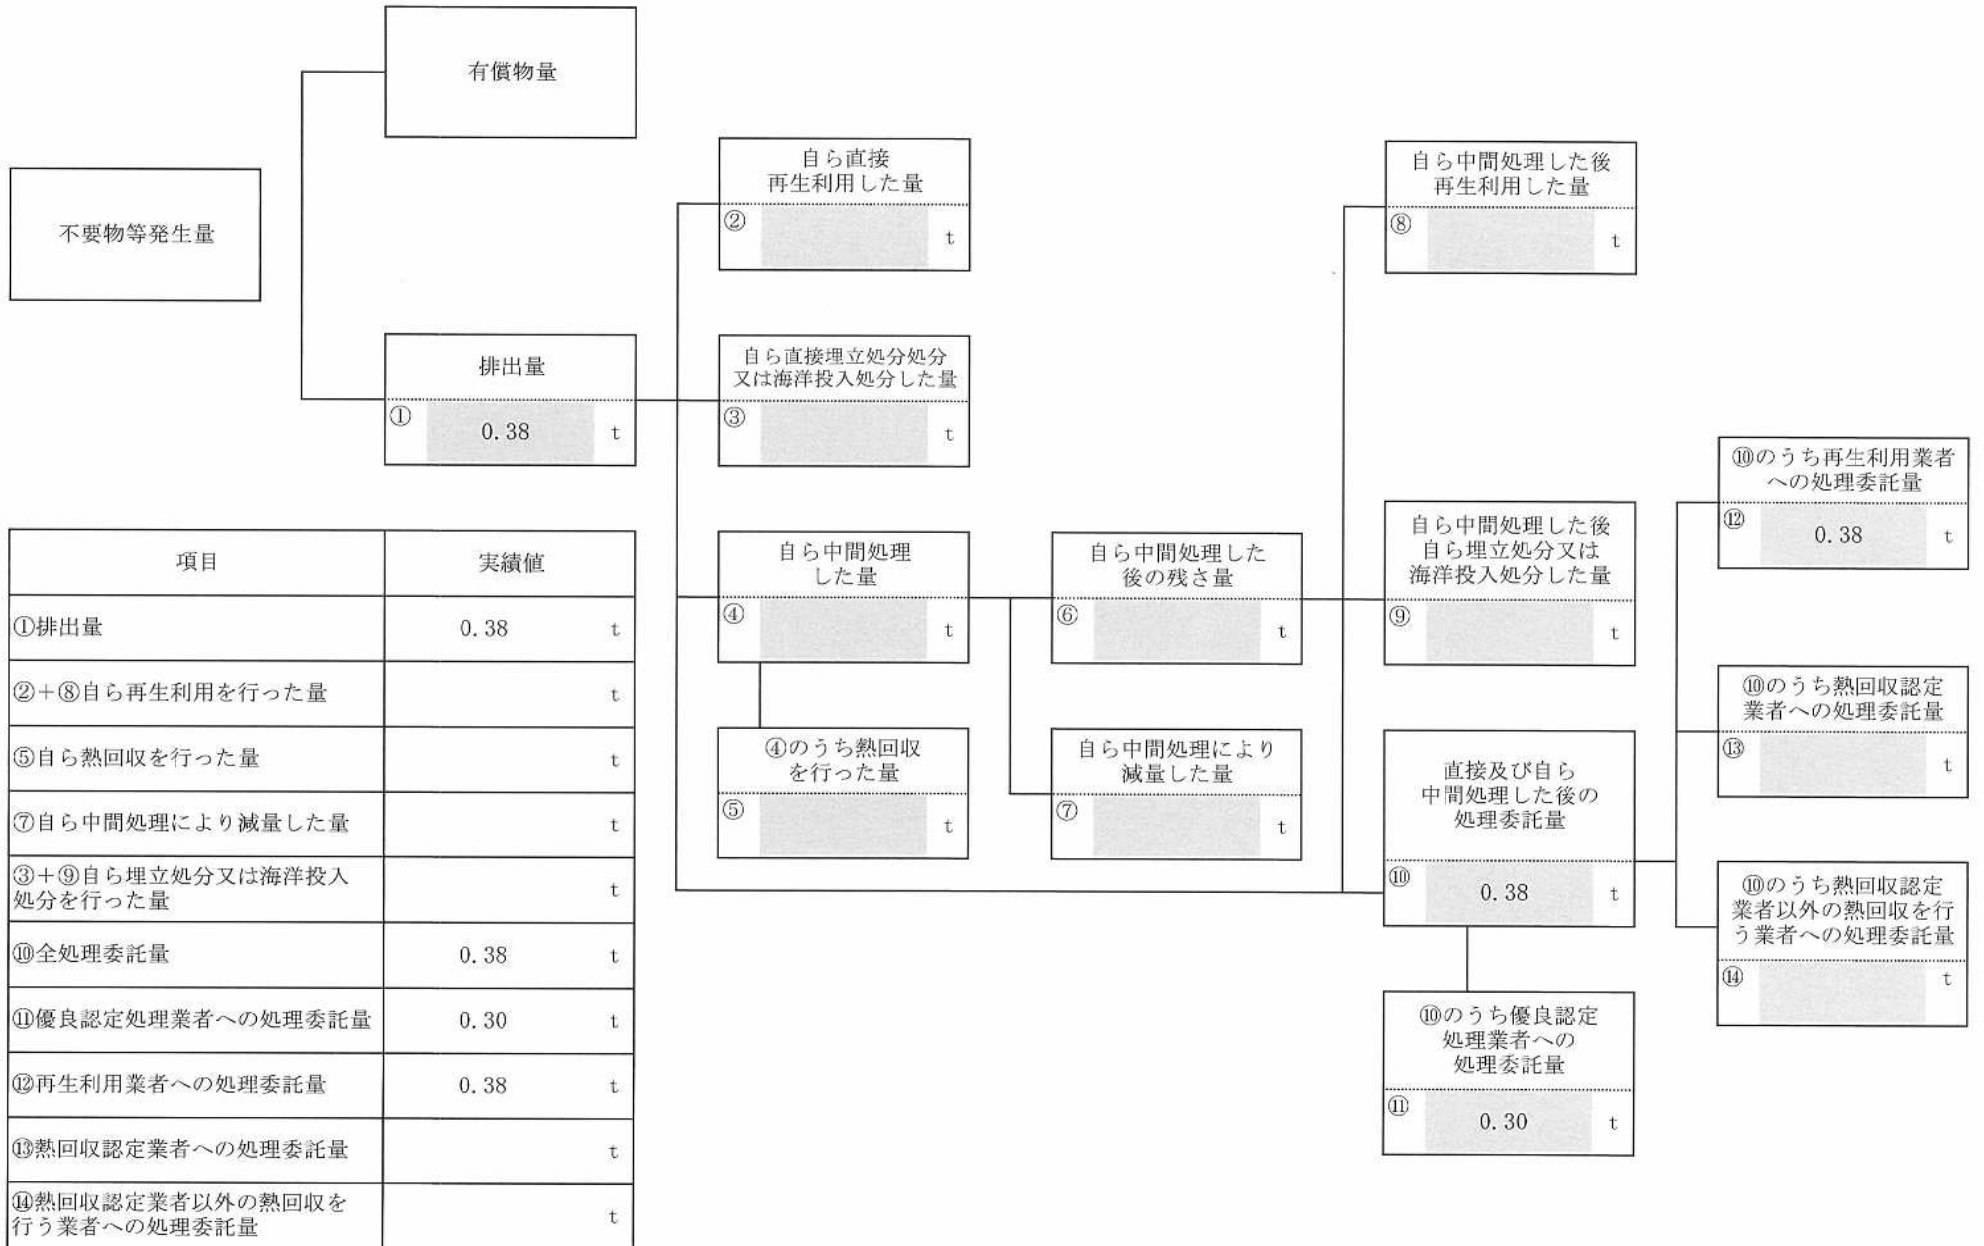 有償物量
不要物等発生量
排出量
① 0.38 t
自ら直接
再生利用した量
② t
自ら直接埋立処分処分
又は海洋投入処分した量
③ t
自ら中間処理
した量
④ t
④のうち熱回収
を行った量
⑤ t
自ら中間処理した
後の残さ量
⑥ t
自ら中間処理により
減量した量
⑦ t
自ら中間処理した後
再生利用した量
⑧ t
自ら中間処理した後
自ら埋立処分又は
海洋投入処分した量
⑨ t
直接及び自ら
中間処理した後の
処理委託量
⑩ 0.38 t
⑩のうち優良認定
処理業者への
処理委託量
⑪ 0.30 t
⑩のうち再生利用業者
への処理委託量
⑫ 0.38 t
⑩のうち熱回収認定
業者への処理委託量
⑬ t
⑩のうち熱回収認定
業者以外の熱回収を行
う業者への処理委託量
⑭ t
項目 実績値
①排出量 0.38 t
②+⑧自ら再生利用を行った量 t
⑤自ら熱回収を行った量 t
⑦自ら中間処理により減量した量 t
③+⑨自ら埋立処分又は海洋投入
処分を行った量 t
⑩全処理委託量 0.38 t
⑪優良認定処理業者への処理委託量 0.30 t
⑫再生利用業者への処理委託量 0.38 t
⑬熱回収認定業者への処理委託量 t
⑭熱回収認定業者以外の熱回収を
行う業者への処理委託量 t